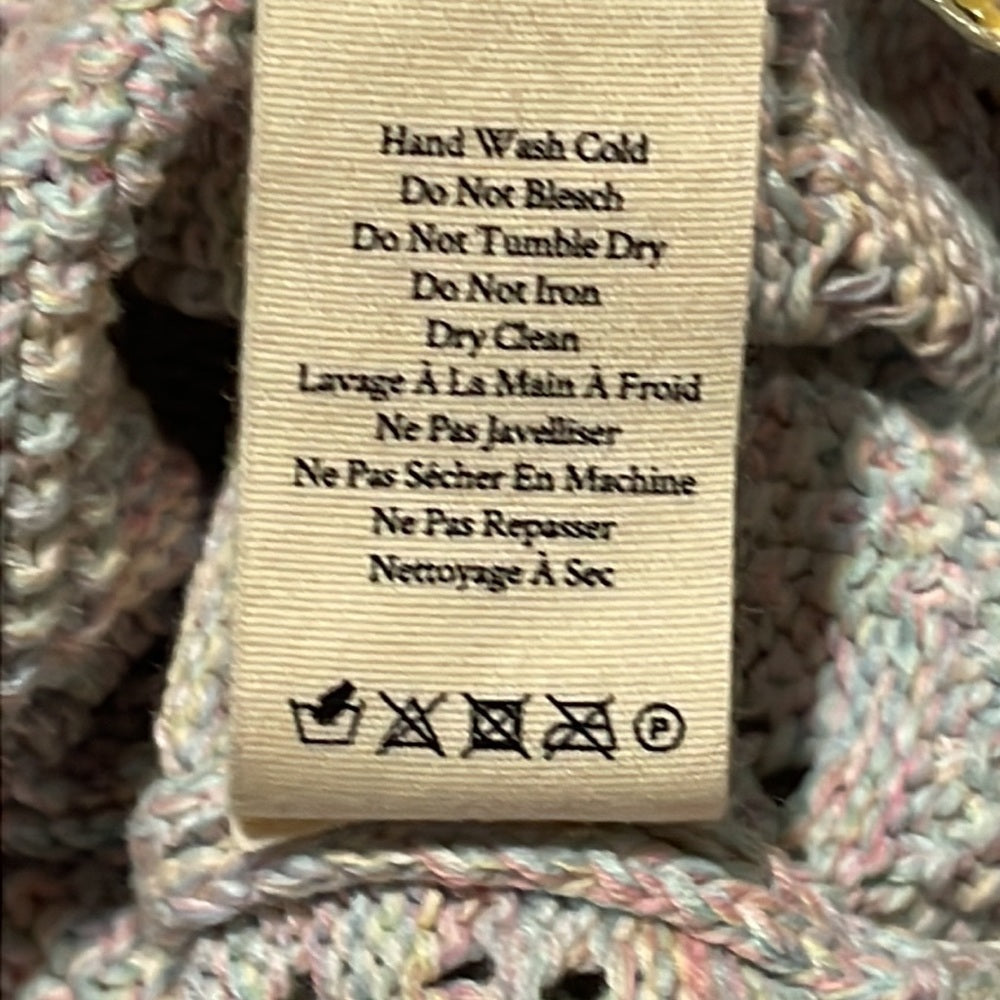 Hand Wash Cold
Do Not Bleach
Do Not Tumble Dry
Do Not Iron
Dry Clean
Lavage À La Main À Froid
Ne Pas Javelliser
Ne Pas Sécher En Machine
Ne Pas Repasser
Nettoyage À Sec
P